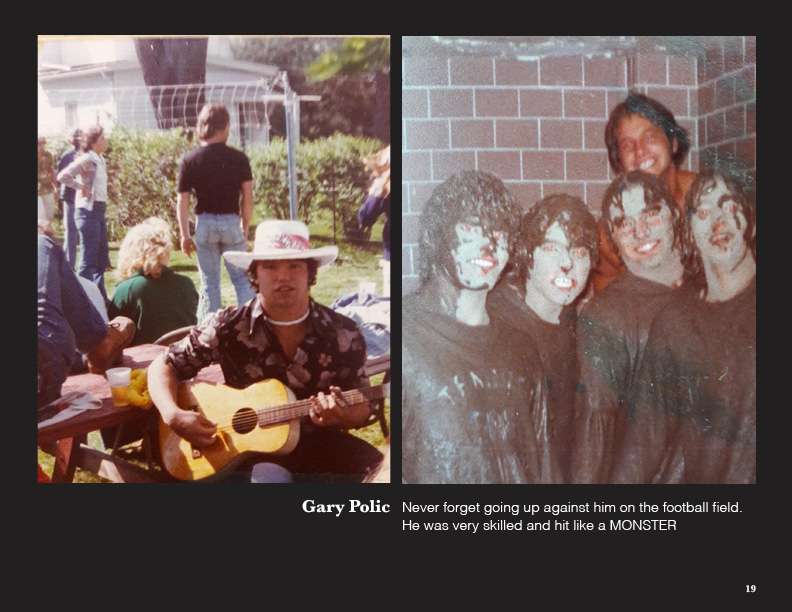 Gary Polic
Never forget going up against him on the football field.
He was very skilled and hit like a MONSTER
19